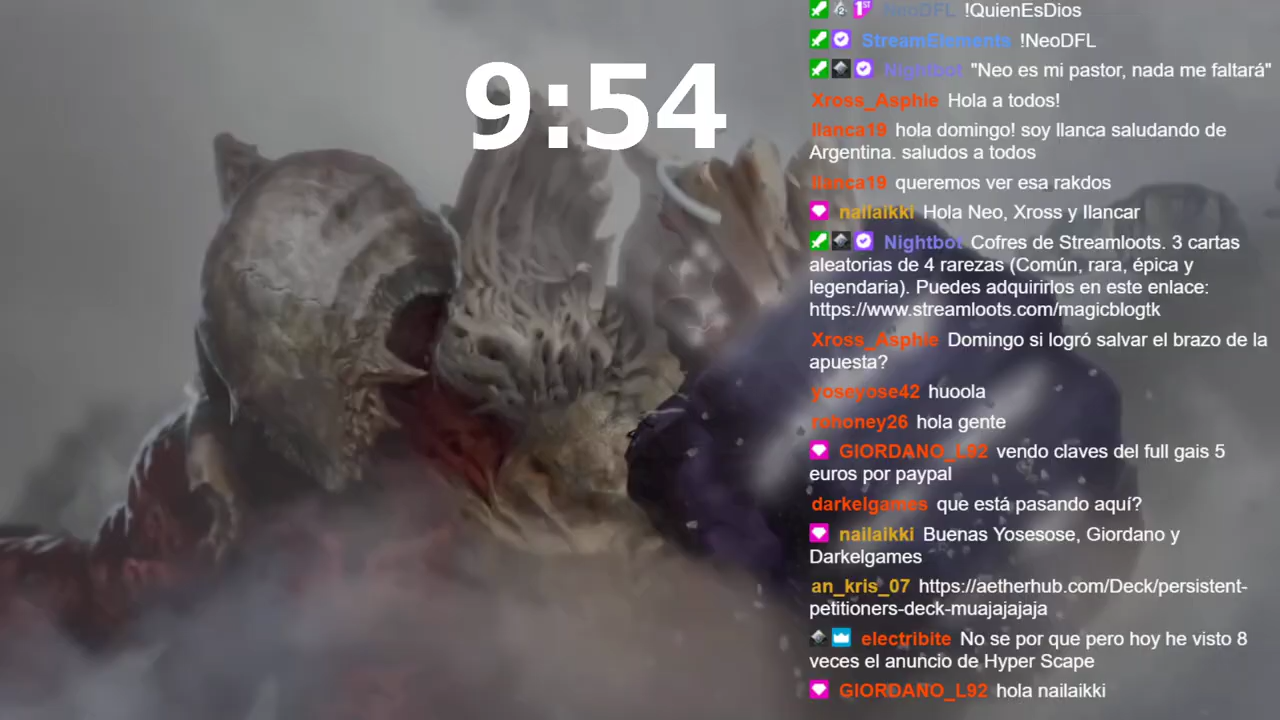 9:54
NeoDFL !QuienEsDios
StreamElements !NeoDFL
Nightbot "Neo es mi pastor, nada me faltará"
Xross_Asphie Hola a todos!
llanca19 hola domingo! soy llanca saludando de
Argentina. saludos a todos
llanca19 queremos ver esa rakdos
nailaikki Hola Neo, Xross y llancar
Nightbot Cofres de Streamloots. 3 cartas
aleatorias de 4 rarezas (Común, rara, épica y
legendaria). Puedes adquirirlos en este enlace:
https://www.streamloots.com/magicblogtk
Xross_Asphie Domingo si logró salvar el brazo de la
apuesta?
yoseyose42 huoola
rohoney26 hola gente
GIORDANO_L92 vendo claves del full gais 5
euros por paypal
darkelgames que está pasando aquí?
nailaikki Buenas Yosesose, Giordano y
Darkelgames
an_kris_07 https://aetherhub.com/Deck/persistent-
petitioners-deck-muajajajaja
electribite No se por que pero hoy he visto 8
veces el anuncio de Hyper Scape
GIORDANO_L92 hola nailaikki